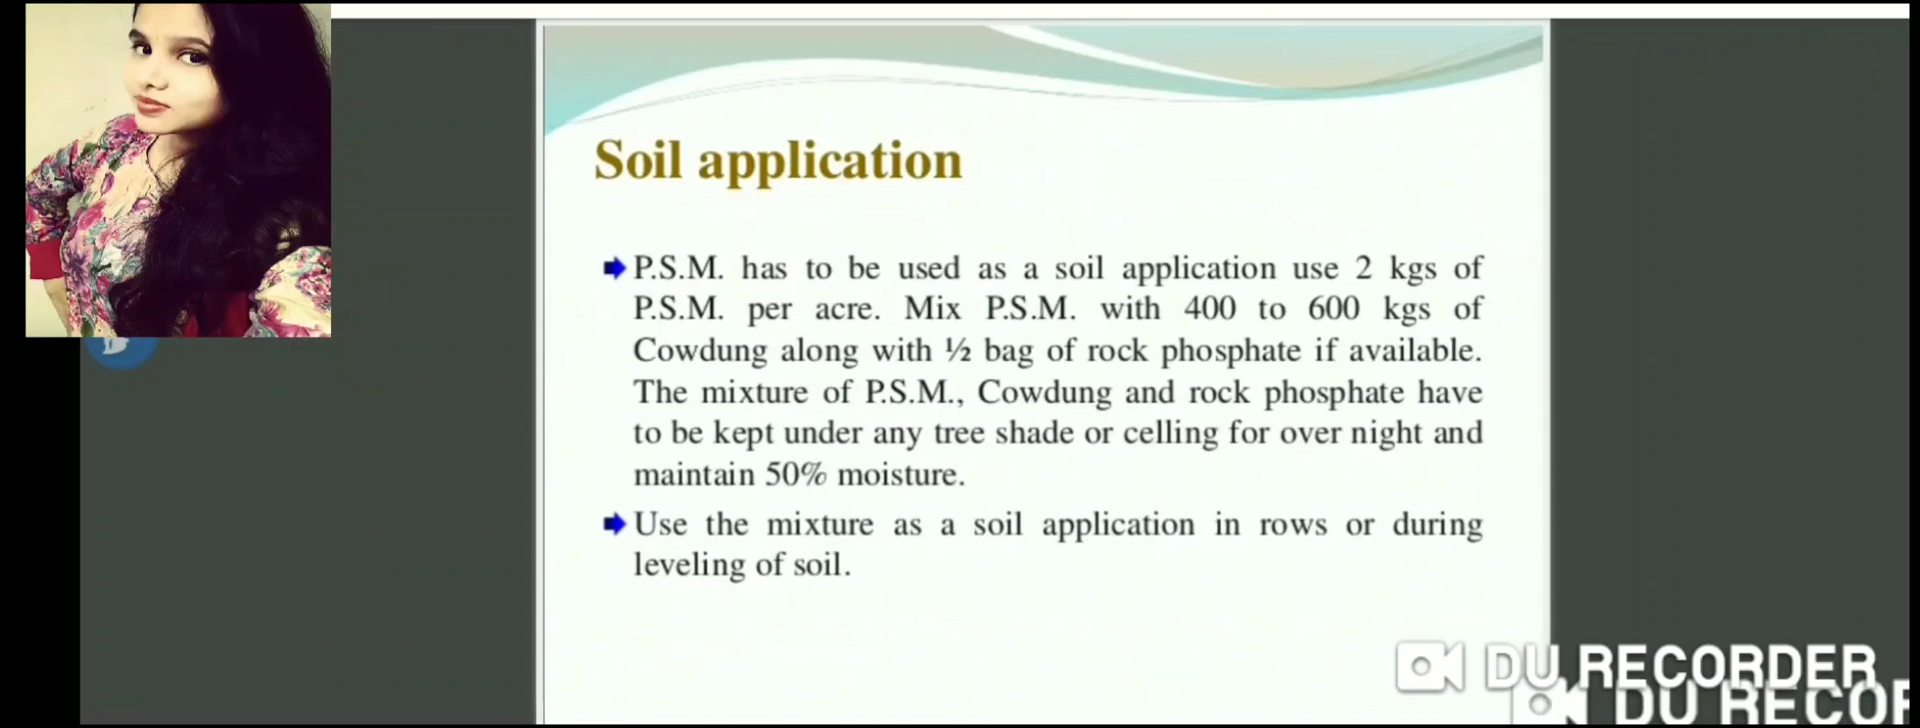 Soil application
P.S.M. has to be used as a soil application use 2 kgs of
P.S.M. per acre. Mix P.S.M. with 400 to 600 kgs of
Cowdung along with ½ bag of rock phosphate if available.
The mixture of P.S.M., Cowdung and rock phosphate have
to be kept under any tree shade or celling for over night and
maintain 50% moisture.
Use the mixture as a soil application in rows or during
leveling of soil.
DU RECORDER
DU RECOR